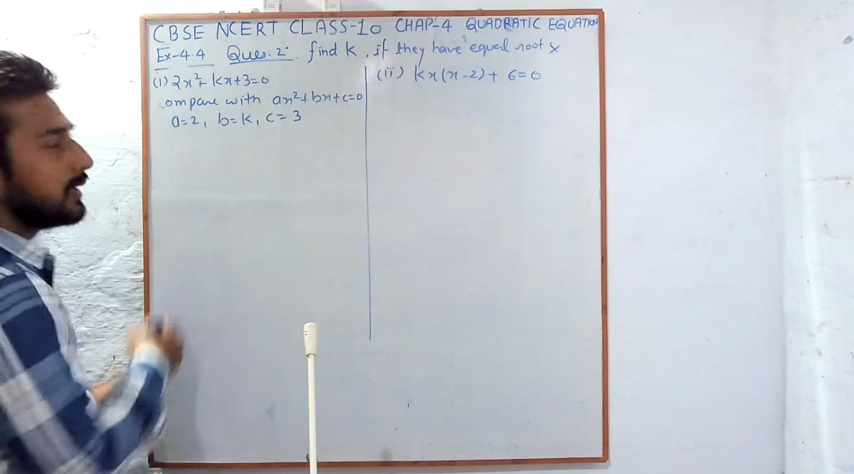 CBSE NCERT CLASS-10 CHAP-4 QUADRATIC EQUATION
Ex-4.4 Ques. 2: find k, if they have equal root x
(i) 2x²+ kx+3=0
compare with ax²+bx+c=0
a=2, b=k, c= 3
(ii) kx(x-2)+ 6=0